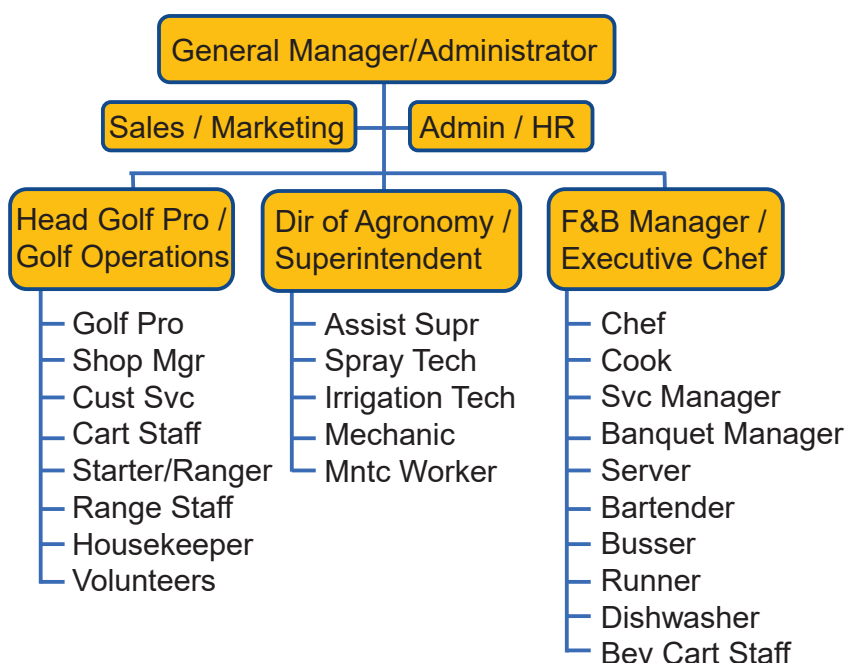 General Manager/Administrator
Sales / Marketing
Admin / HR
Head Golf Pro /
Golf Operations
Golf Pro
Shop Mgr
Cust Svc
Cart Staff
Starter/Ranger
Range Staff
Housekeeper
Volunteers
Dir of Agronomy /
Superintendent
Assist Supr
Spray Tech
Irrigation Tech
Mechanic
Mntc Worker
F&B Manager /
Executive Chef
Chef
Cook
Svc Manager
Banquet Manager
Server
Bartender
Busser
Runner
Dishwasher
Bev Cart Staff